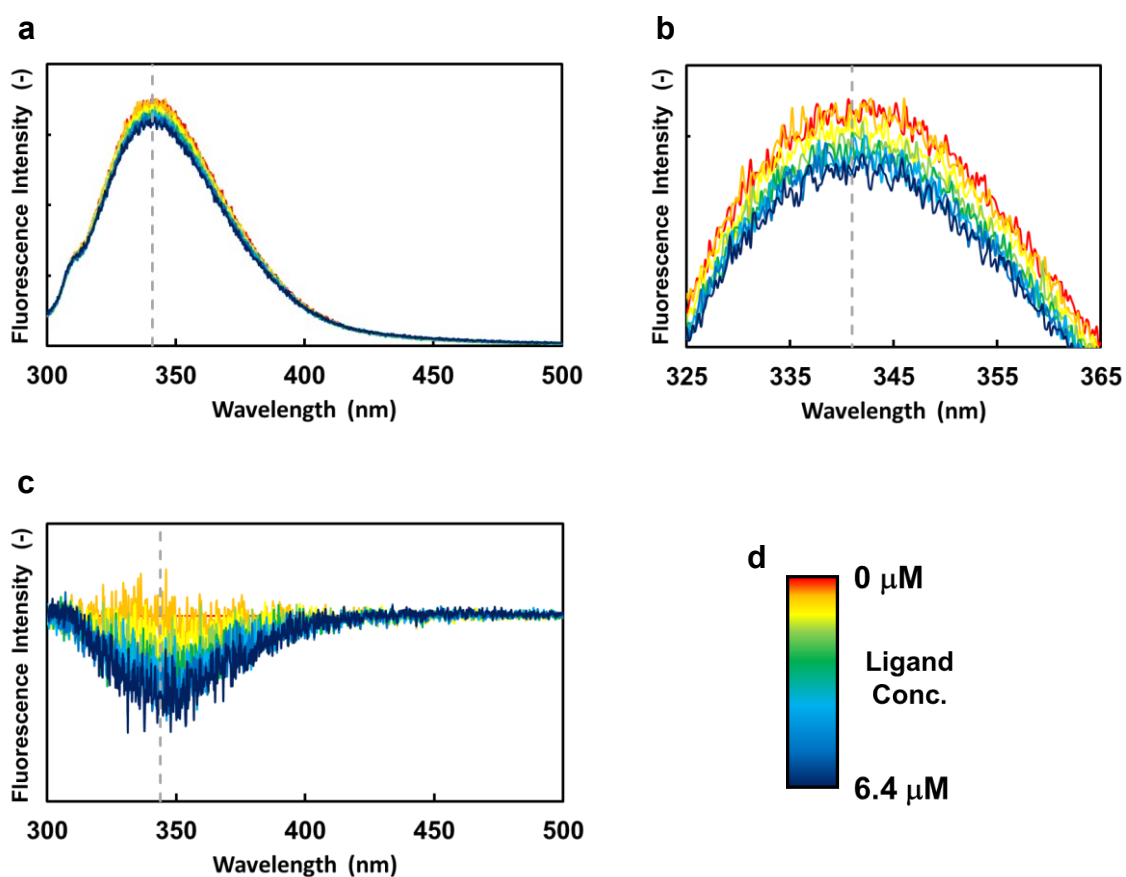 a
Fluorescence Intensity (-)
300 350 400 450 500
Wavelength (nm)
b
Fluorescence Intensity (-)
325 335 345 355 365
Wavelength (nm)
c
Fluorescence Intensity (-)
300 350 400 450 500
Wavelength (nm)
d
0 μM
Ligand
Conc.
6.4 μM